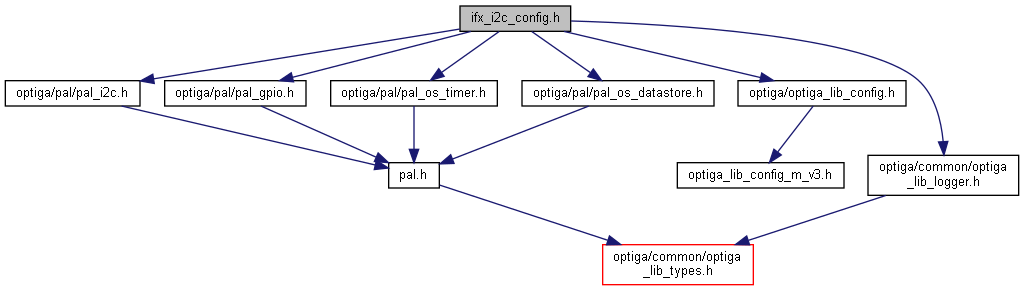 ifx_i2c_config.h
optiga/pal/pal_i2c.h
optiga/pal/pal_gpio.h
optiga/pal/pal_os_timer.h
optiga/pal/pal_os_datastore.h
optiga/optiga_lib_config.h
pal.h
optiga_lib_config_m_v3.h
optiga/common/optiga
_lib_logger.h
optiga/common/optiga
_lib_types.h